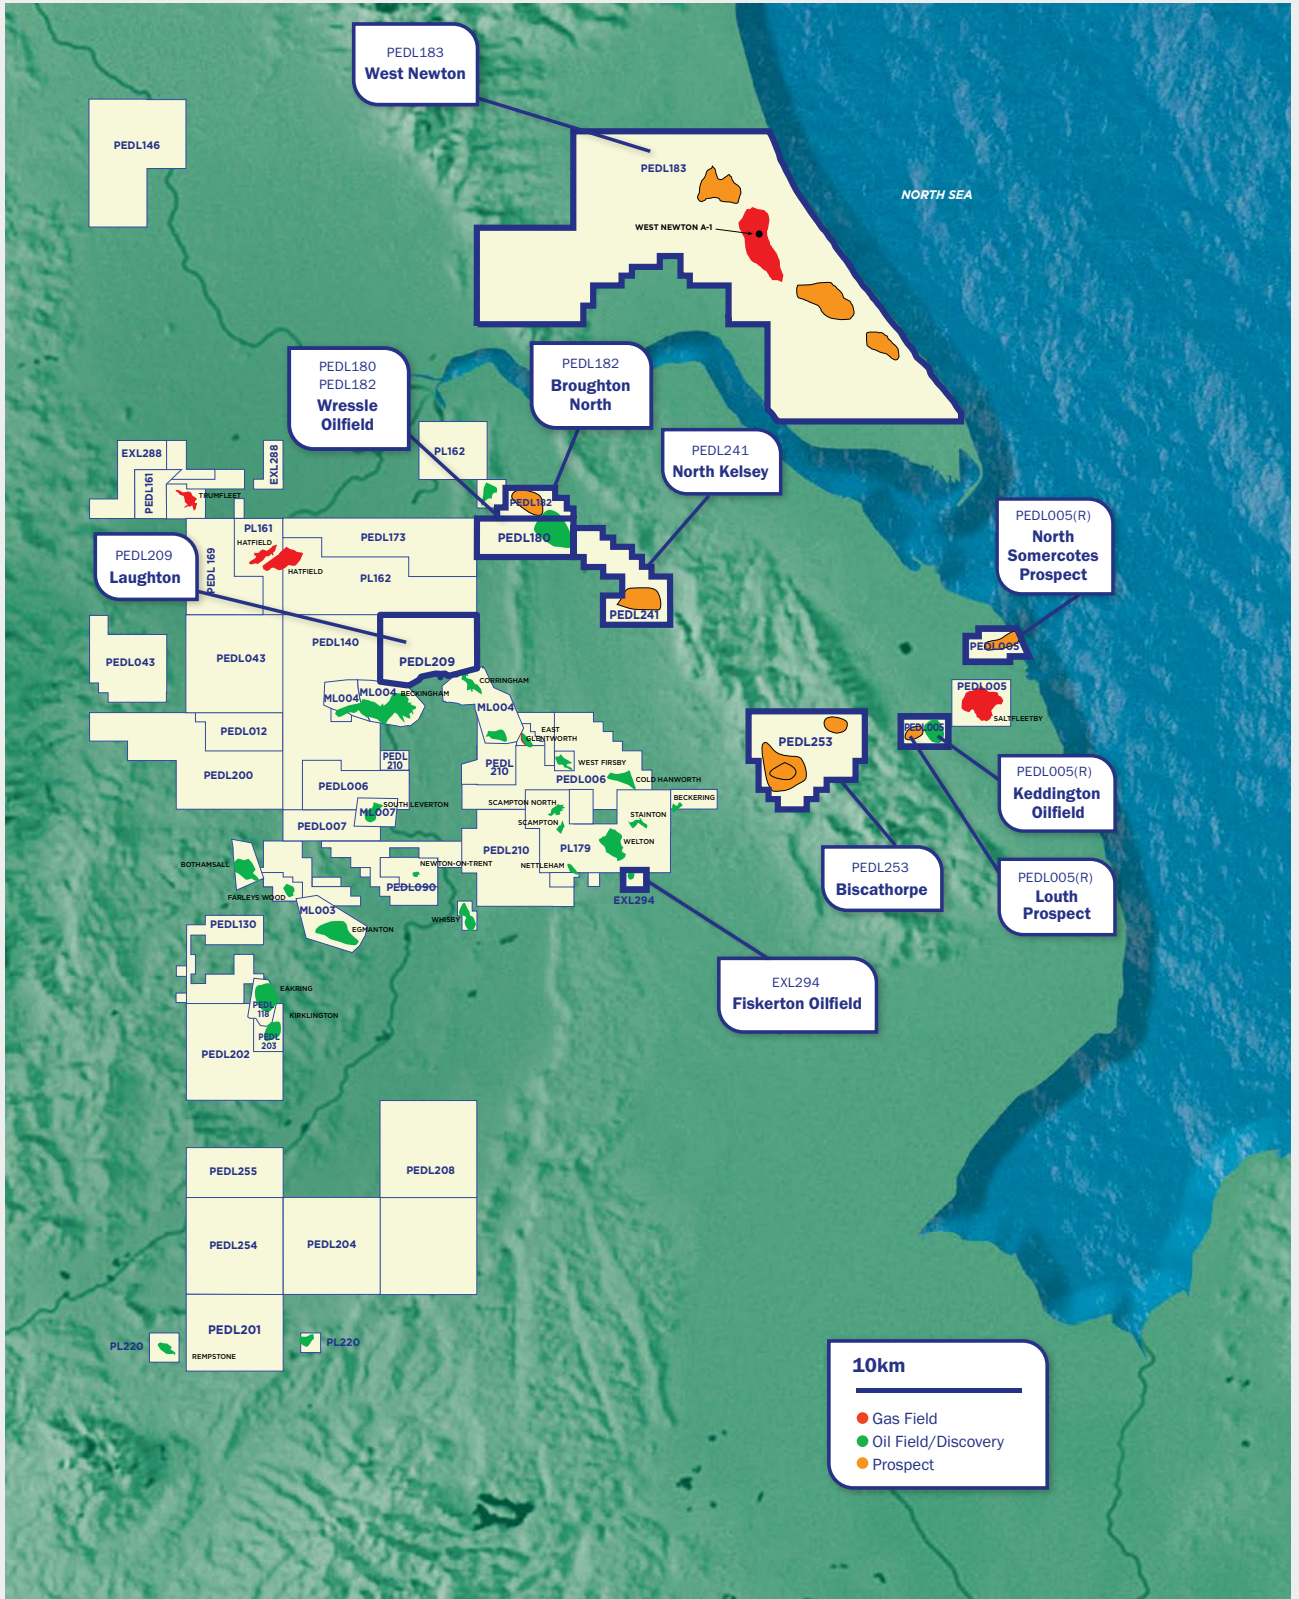 PEDL183
West Newton
PEDL146
PEDL183
NORTH SEA
WEST NEWTON A-1
PEDL180
PEDL182
Wressle
Oilfield
PEDL182
Broughton
North
PEDL241
North Kelsey
PL162
EXL288
EXL288
PEDL161
TRUMFLEET
PEDL182
PEDL180
PL161
HATFIELD
HATFIELD
PEDL173
PL162
PEDL 169
PEDL209
Laughton
PEDL241
PEDL005(R)
North
Somercotes
Prospect
PEDL005
PEDL043
PEDL043
PEDL140
PEDL209
CORRINGHAM
ML004
ML004
BECKINGHAM
ML004
PEDL005
SALTFLEETBY
PEDL005
PEDL012
EAST
GLENTWORTH
PEDL253
PEDL200
PEDL
210
PEDL
210
WEST FIRSBY
PEDL006
COLD HANWORTH
PEDL006
PEDL005(R)
Keddington
Oilfield
SOUTH LEVERTON
ML007
SCAMPTON NORTH
BECKERING
STAINTON
SCAMPTON
PEDL007
WELTON
PEDL210
PL179
BOTHAMSALL
NEWTON-ON-TRENT
NETTLEHAM
PEDL253
Biscathorpe
PEDL005(R)
Louth
Prospect
PEDL090
FARLEYS WOOD
EXL294
ML003
WHISBY
PEDL130
EGMANTON
EXL294
Fiskerton Oilfield
EAKRING
PEDL
118
KIRKLINGTON
PEDL
203
PEDL202
PEDL255
PEDL208
PEDL254
PEDL204
PEDL201
PL220
PL220
REMPSTONE
10km
Gas Field
Oil Field/Discovery
Prospect